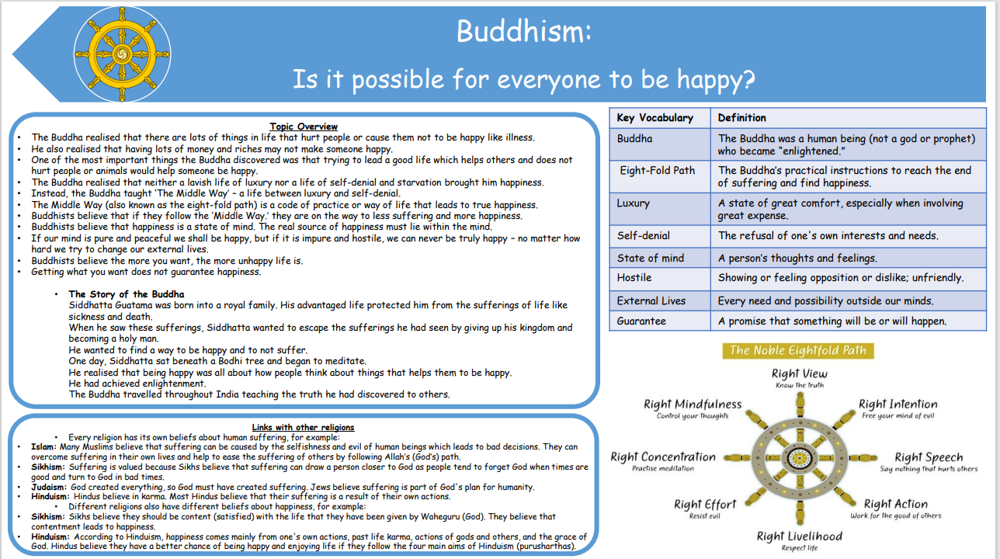 Buddhism:
Is it possible for everyone to be happy?
Topic Overview
• The Buddha realised that there are lots of things in life that hurt people or cause them not to be happy like illness.
• He also realised that having lots of money and riches may not make someone happy.
• One of the most important things the Buddha discovered was that trying to lead a good life which helps others and does not
hurt people or animals would help someone be happy.
• The Buddha realised that neither a lavish life of luxury nor a life of self-denial and starvation brought him happiness.
• Instead, the Buddha taught ‘The Middle Way’ – a life between luxury and self-denial.
• The Middle Way (also known as the eight-fold path) is a code of practice or way of life that leads to true happiness.
• Buddhists believe that if they follow the ‘Middle Way.’ they are on the way to less suffering and more happiness.
• Buddhists believe that happiness is a state of mind. The real source of happiness must lie within the mind.
• If our mind is pure and peaceful we shall be happy, but if it is impure and hostile, we can never be truly happy – no matter how
hard we try to change our external lives.
• Buddhists believe the more you want, the more unhappy life is.
• Getting what you want does not guarantee happiness.
• The Story of the Buddha
Siddhatta Guatama was born into a royal family. His advantaged life protected him from the sufferings of life like
sickness and death.
When he saw these sufferings, Siddhatta wanted to escape the sufferings he had seen by giving up his kingdom and
becoming a holy man.
He wanted to find a way to be happy and to not suffer.
One day, Siddhatta sat beneath a Bodhi tree and began to meditate.
He realised that being happy was all about how people think about things that helps them to be happy.
He had achieved enlightenment.
The Buddha travelled throughout India teaching the truth he had discovered to others.
Links with other religions
• Every religion has its own beliefs about human suffering, for example:
• Islam: Many Muslims believe that suffering can be caused by the selfishness and evil of human beings which leads to bad decisions. They can
overcome suffering in their own lives and help to ease the suffering of others by following Allah’s (God’s) path.
• Sikhism: Suffering is valued because Sikhs believe that suffering can draw a person closer to God as people tend to forget God when times are
good and turn to God in bad times.
• Judaism: God created everything, so God must have created suffering. Jews believe suffering is part of God's plan for humanity.
• Hinduism: Hindus believe in karma. Most Hindus believe that their suffering is a result of their own actions.
• Different religions also have different beliefs about happiness, for example:
• Sikhism: Sikhs believe they should be content (satisfied) with the life that they have been given by Waheguru (God). They believe that
contentment leads to happiness.
• Hinduism: According to Hinduism, happiness comes mainly from one's own actions, past life karma, actions of gods and others, and the grace of
God. Hindus believe they have a better chance of being happy and enjoying life if they follow the four main aims of Hinduism (purusharthas).
Key Vocabulary Definition
Buddha The Buddha was a human being (not a god or prophet)
who became “enlightened.”
Eight-Fold Path The Buddha’s practical instructions to reach the end
of suffering and find happiness.
Luxury A state of great comfort, especially when involving
great expense.
Self-denial The refusal of one's own interests and needs.
State of mind A person’s thoughts and feelings.
Hostile Showing or feeling opposition or dislike; unfriendly.
External Lives Every need and possibility outside our minds.
Guarantee A promise that something will be or will happen.
The Noble Eightfold Path
Right View
Know the truth
Right Intention
Free your mind of evil
Right Speech
Say nothing that hurts others
Right Action
Work for the good of others
Right Livelihood
Respect life
Right Effort
Resist evil
Right Concentration
Practise meditation
Right Mindfulness
Control your thoughts